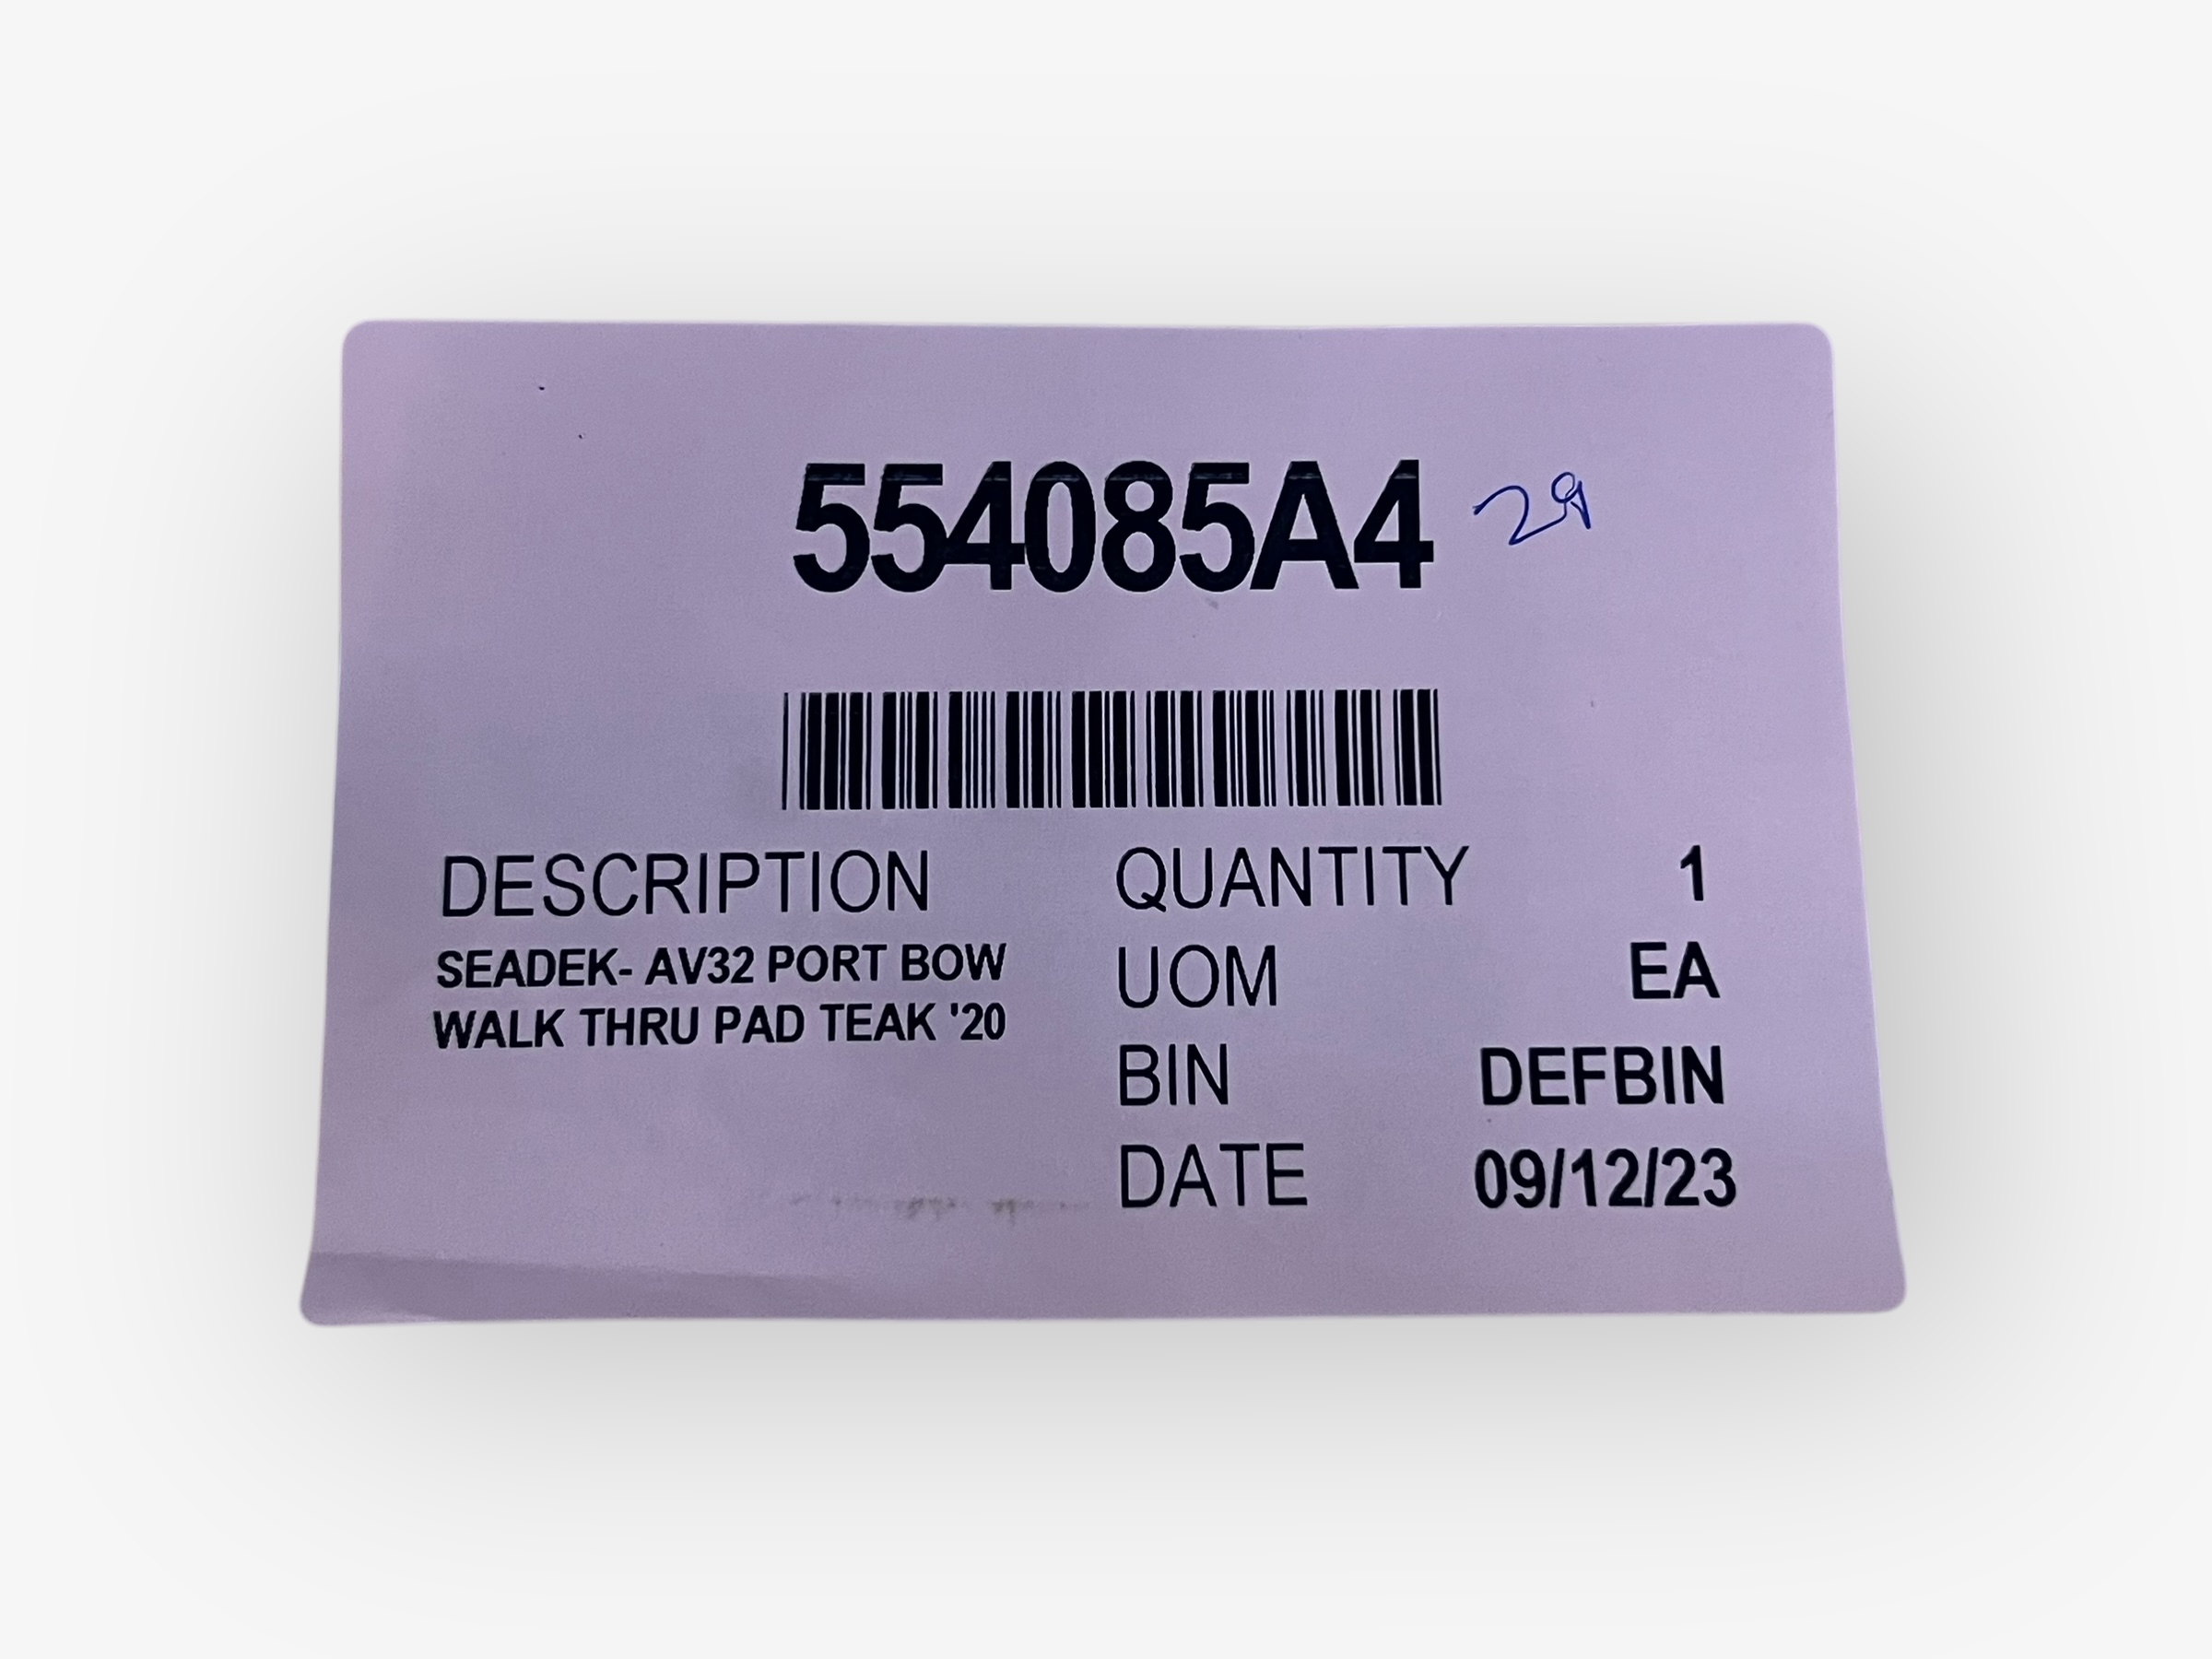 554085A4 29
DESCRIPTION
SEADEK- AV32 PORT BOW
WALK THRU PAD TEAK '20
QUANTITY 1
UOM EA
BIN DEFBIN
DATE 09/12/23